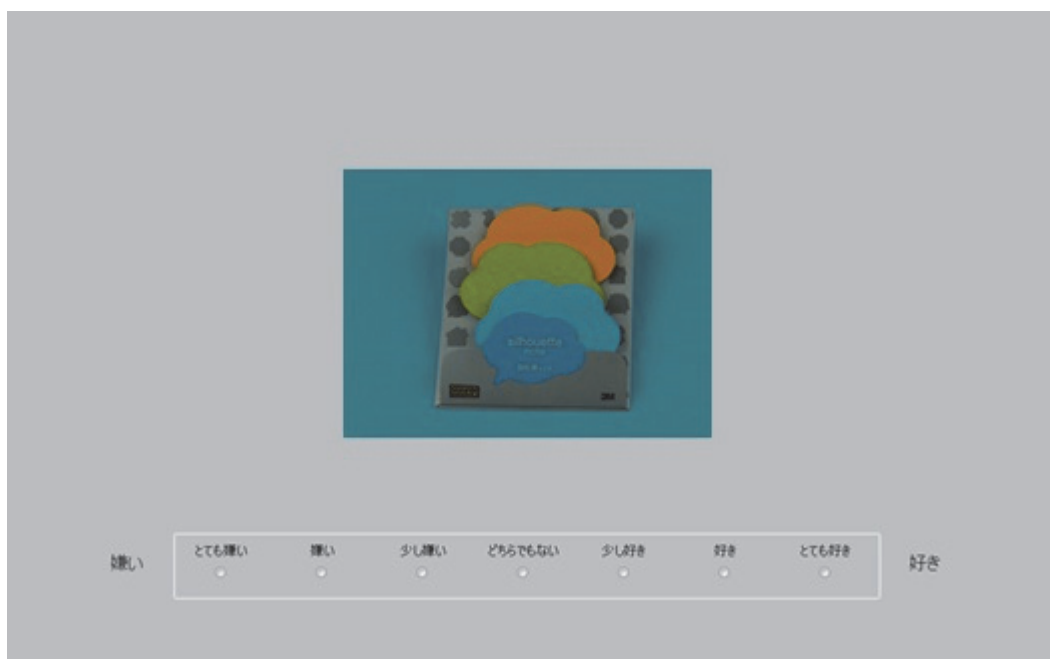 silhouette
3M
嫌い
とても嫌い
嫌い
少し嫌い
どちらでもない
少し好き
好き
とても好き
好き